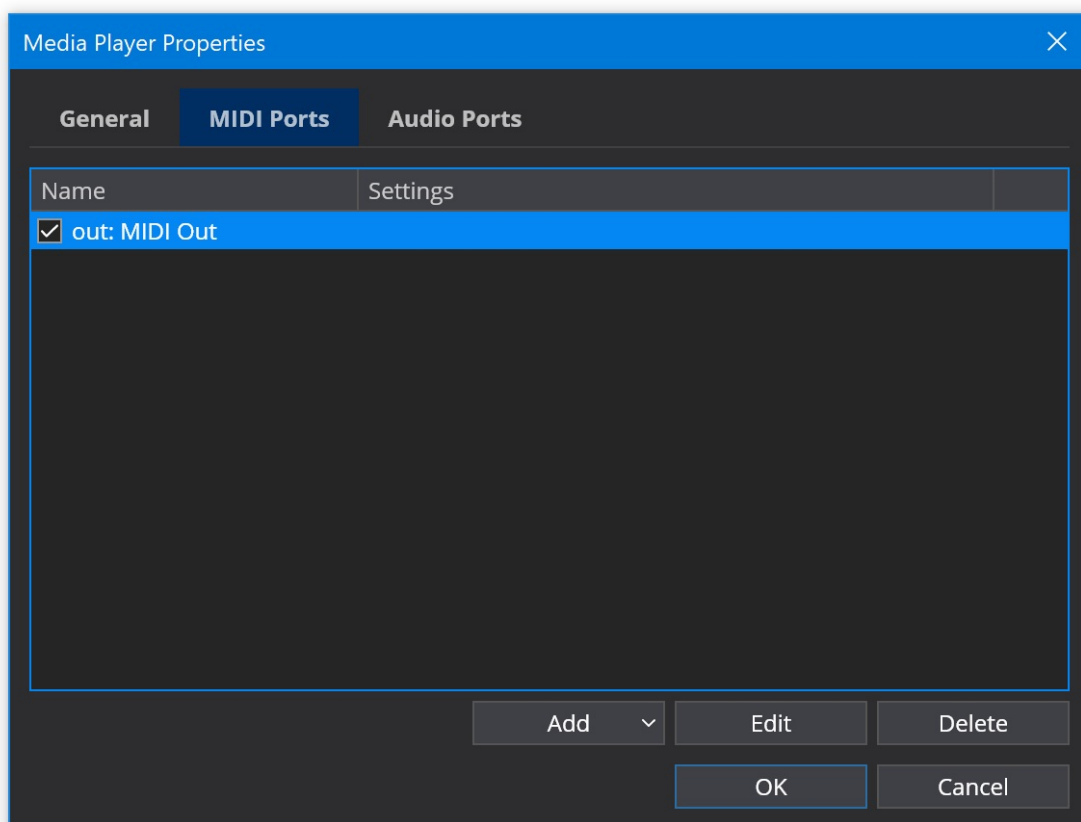 Media Player Properties
General MIDI Ports Audio Ports
Name Settings
out: MIDI Out
Add Edit Delete
OK Cancel